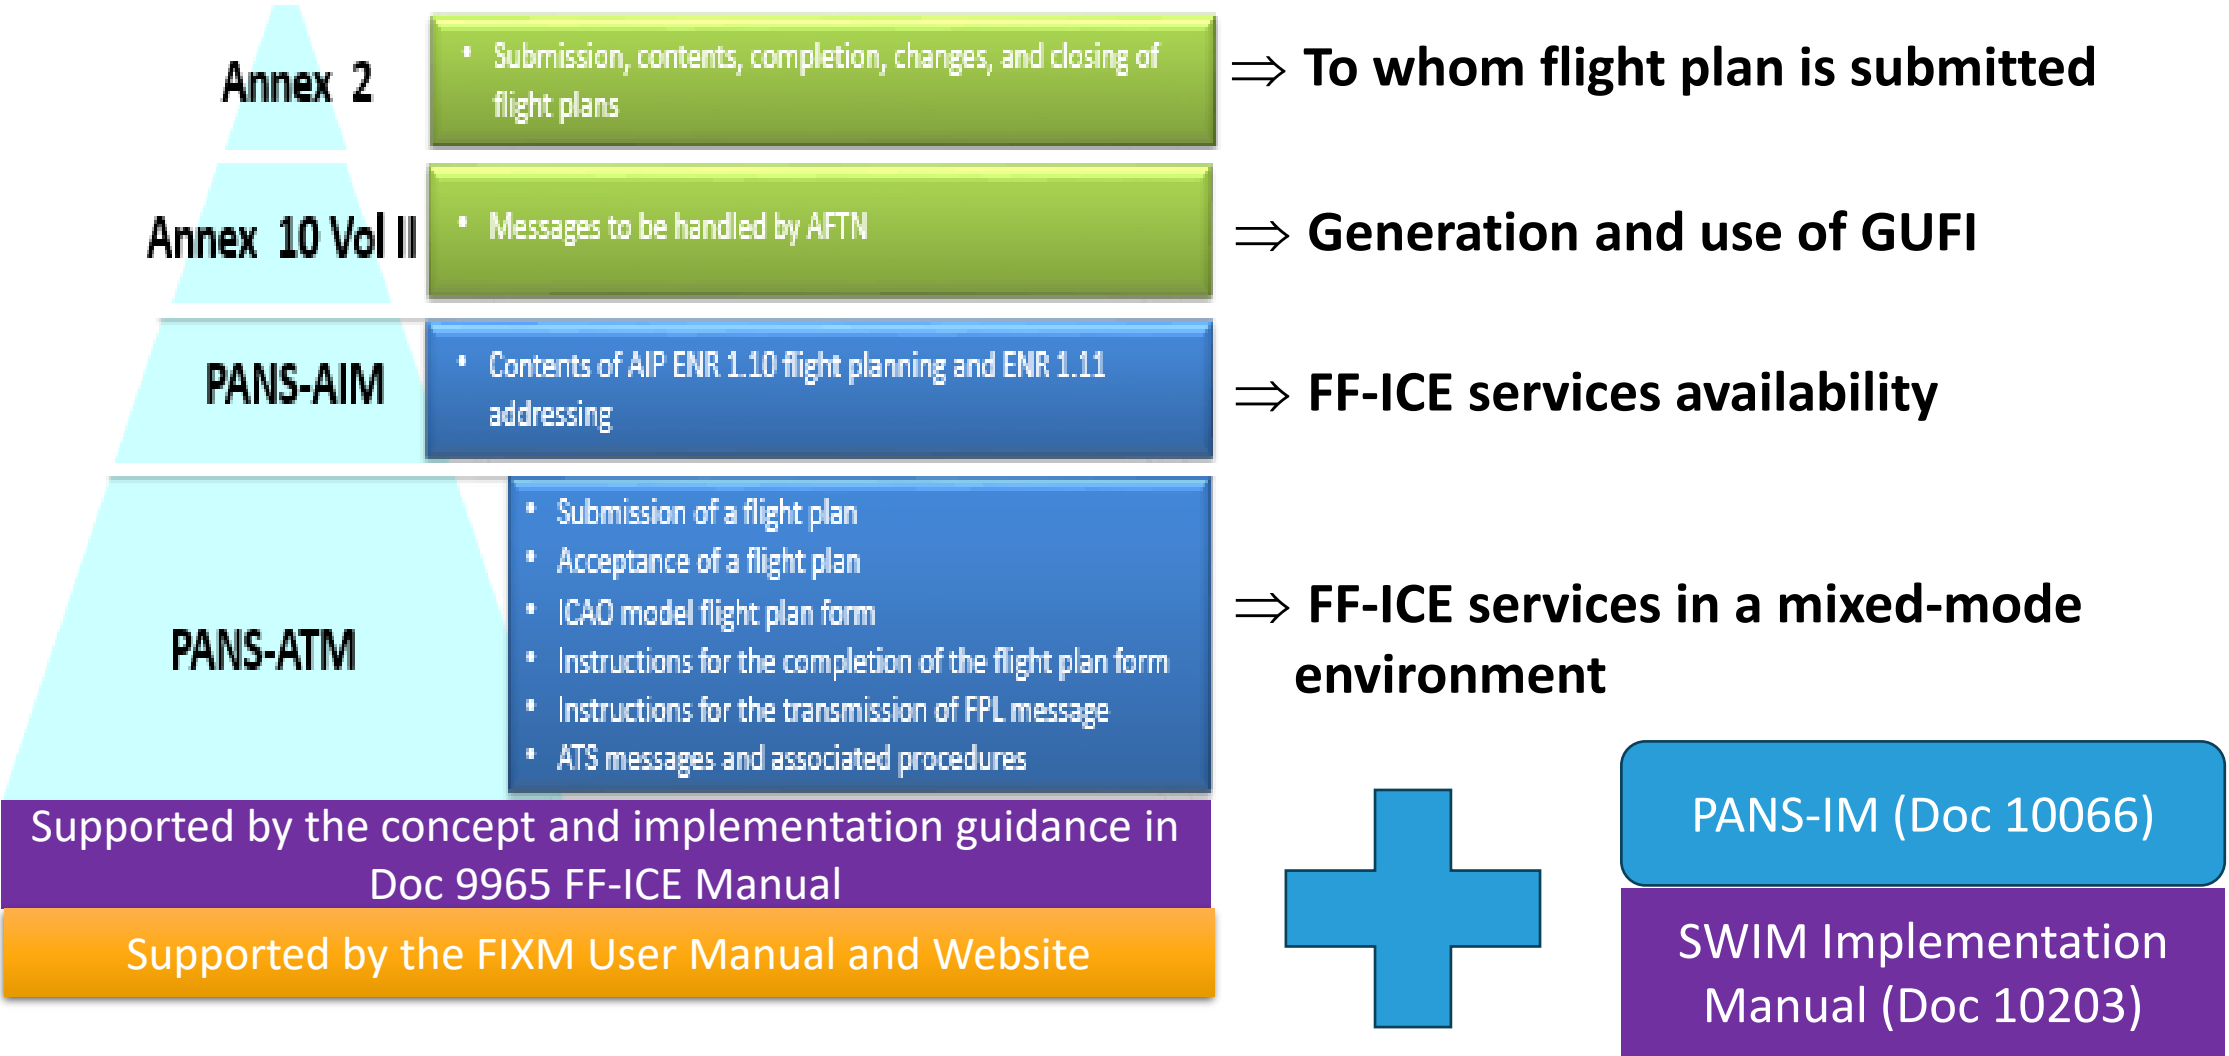 Annex 2
• Submission, contents, completion, changes, and closing of
flight plans
⇒ To whom flight plan is submitted
Annex 10 Vol II
• Messages to be handled by AFTN
⇒ Generation and use of GUFI
PANS-AIM
• Contents of AIP ENR 1.10 flight planning and ENR 1.11
addressing
⇒ FF-ICE services availability
PANS-ATM
• Submission of a flight plan
• Acceptance of a flight plan
• ICAO model flight plan form
• Instructions for the completion of the flight plan form
• Instructions for the transmission of FPL message
• ATS messages and associated procedures
⇒ FF-ICE services in a mixed-mode
environment
Supported by the concept and implementation guidance in
Doc 9965 FF-ICE Manual
Supported by the FIXM User Manual and Website
PANS-IM (Doc 10066)
SWIM Implementation
Manual (Doc 10203)